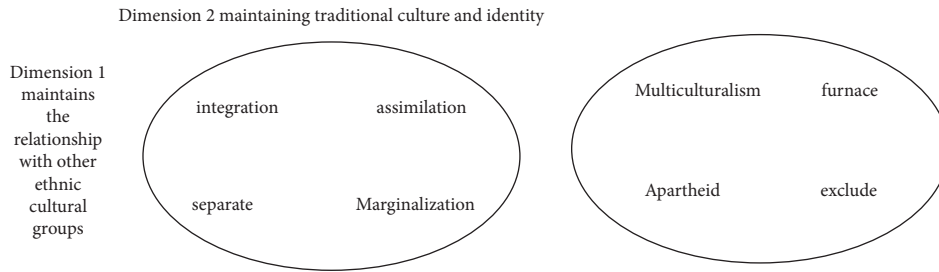 Dimension 2 maintaining traditional culture and identity
Dimension 1
maintains
the
relationship
with other
ethnic
cultural
groups
integration
assimilation
separate
Marginalization
Multiculturalism
furnace
Apartheid
exclude